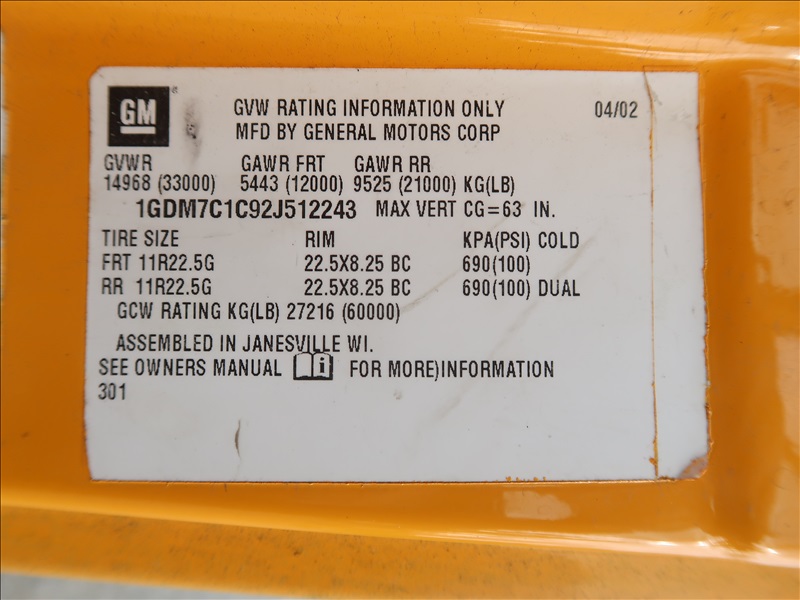 GM
GVW RATING INFORMATION ONLY 04/02
MFD BY GENERAL MOTORS CORP
GVWR GAWR FRT GAWR RR
14968 (33000) 5443 (12000) 9525 (21000) KG(LB)
1GDM7C1C92J512243 MAX VERT CG=63 IN.
TIRE SIZE RIM KPA(PSI) COLD
FRT 11R22.5G 22.5X8.25 BC 690(100)
RR 11R22.5G 22.5X8.25 BC 690(100) DUAL
GCW RATING KG(LB) 27216 (60000)
ASSEMBLED IN JANESVILLE WI.
SEE OWNERS MANUAL i FOR MORE)INFORMATION
301